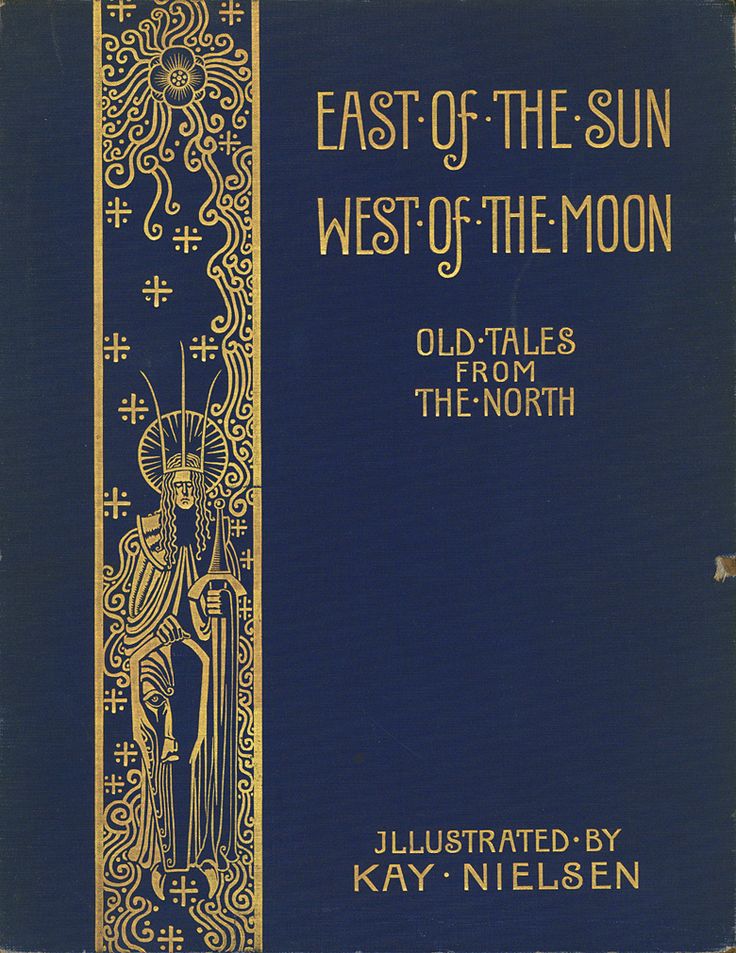 EAST·OF·THE·SUN
WEST·OF·THE·MOON
OLD·TALES
FROM
THE·NORTH
JLLUSTRATED·BY
KAY·NIELSEN